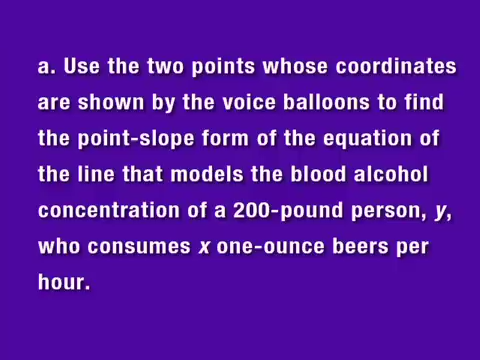 a. Use the two points whose coordinates
are shown by the voice balloons to find
the point-slope form of the equation of
the line that models the blood alcohol
concentration of a 200-pound person, y,
who consumes x one-ounce beers per
hour.